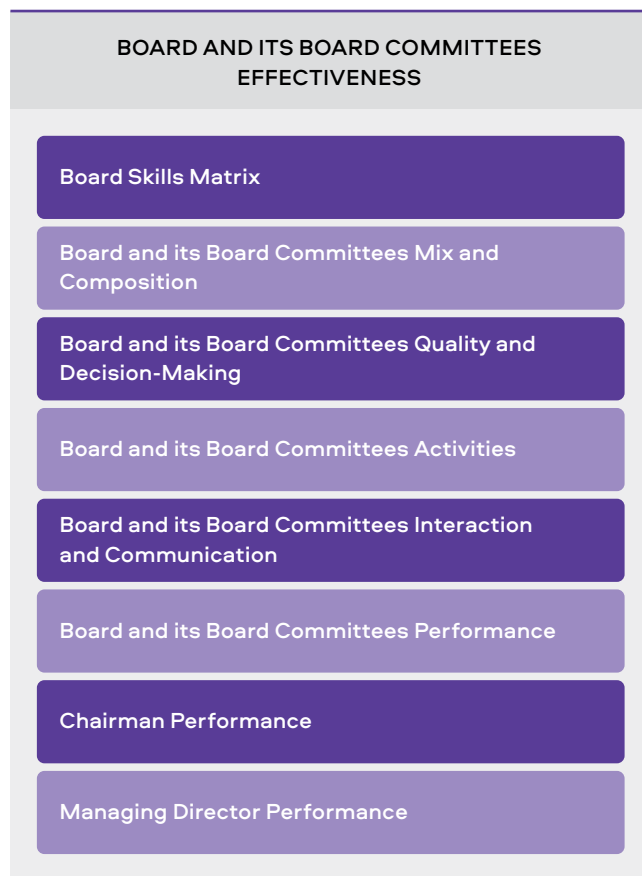 BOARD AND ITS BOARD COMMITTEES
EFFECTIVENESS
Board Skills Matrix
Board and its Board Committees Mix and
Composition
Board and its Board Committees Quality and
Decision-Making
Board and its Board Committees Activities
Board and its Board Committees Interaction
and Communication
Board and its Board Committees Performance
Chairman Performance
Managing Director Performance